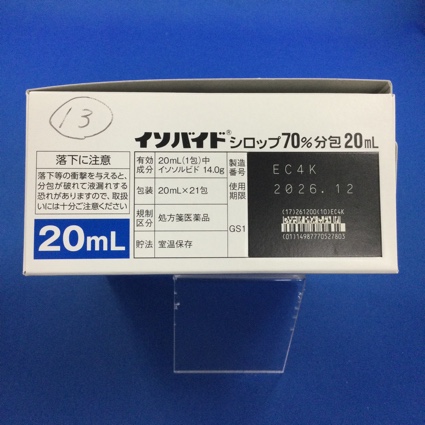 13
イソバイド®シロップ70%分包20mL
落下に注意
落下等の衝撃を与えると、
分包が破れて液漏れする
恐れがありますので、取扱
いには十分ご注意ください。
20mL
有効成分 20mL(1包)中 イソソルビド 14.0g
包装 20mL×21包
規制区分 処方箋医薬品
貯法 室温保存
製造番号 EC4K
使用期限 2026.12
GS1
(17)261200(10)EC4K
(01)14987770527803